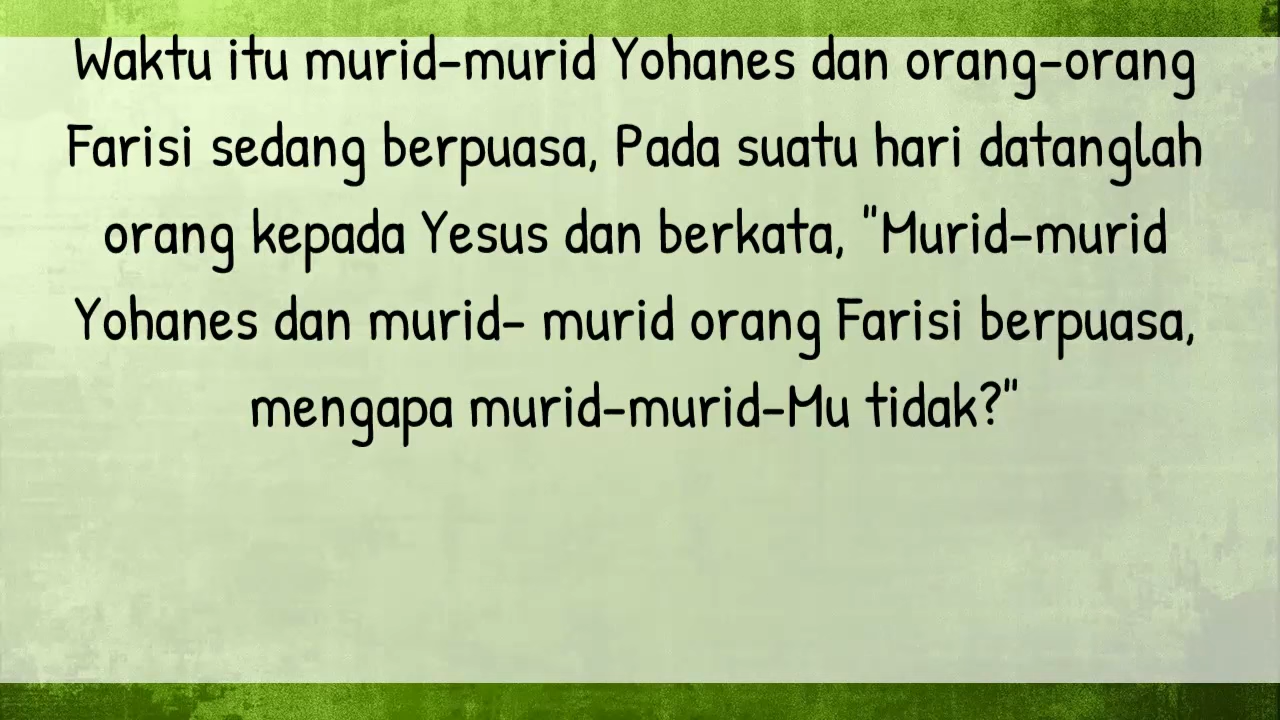 Waktu itu murid-murid Yohanes dan orang-orang
Farisi sedang berpuasa, Pada suatu hari datanglah
orang kepada Yesus dan berkata, "Murid-murid
Yohanes dan murid- murid orang Farisi berpuasa,
mengapa murid-murid-Mu tidak?"